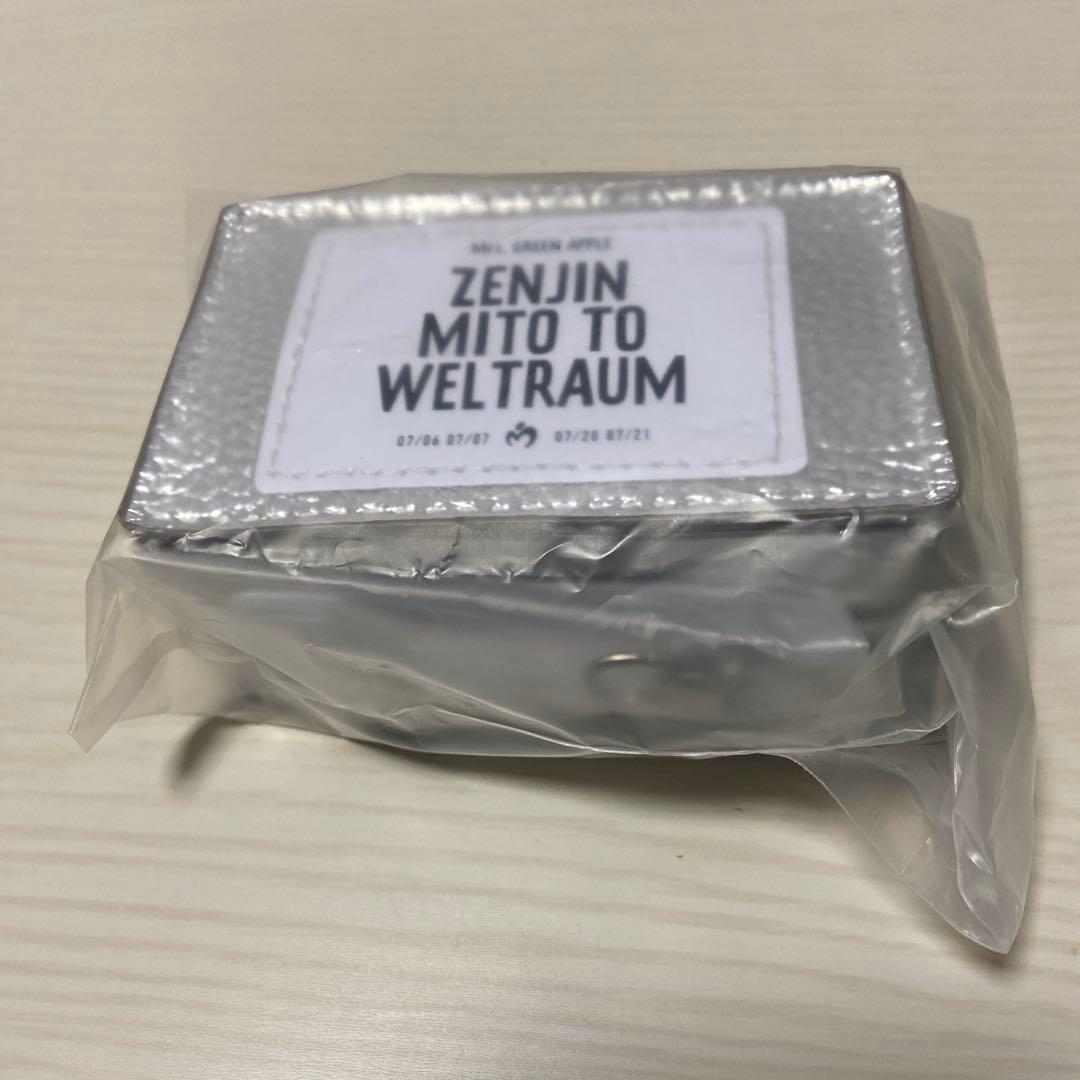 Mrs. GREEN APPLE
ZENJIN
MITO TO
WELTRAUM
07/06 07/07 07/20 07/21